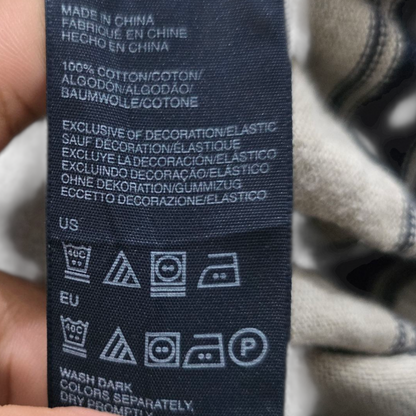 MADE IN CHINA
FABRIQUÉ EN CHINE
HECHO EN CHINA
100% COTTON/COTON/
ALGODÓN/ALGODÃO/
BAUMWOLLE/COTONE
EXCLUSIVE OF DECORATION/ELASTIC
SAUF DÉCORATION/ÉLASTIQUE
EXCLUYE LA DECORACIÓN/ELÁSTICO
EXCLUINDO DECORAÇÃO/ELÁSTICO
OHNE DEKORATION/GUMMIZUG
ECCETTO DECORAZIONE/ELASTICO
US
40C
EU
40C P
WASH DARK
COLORS SEPARATELY,
DRY PROMPTLY